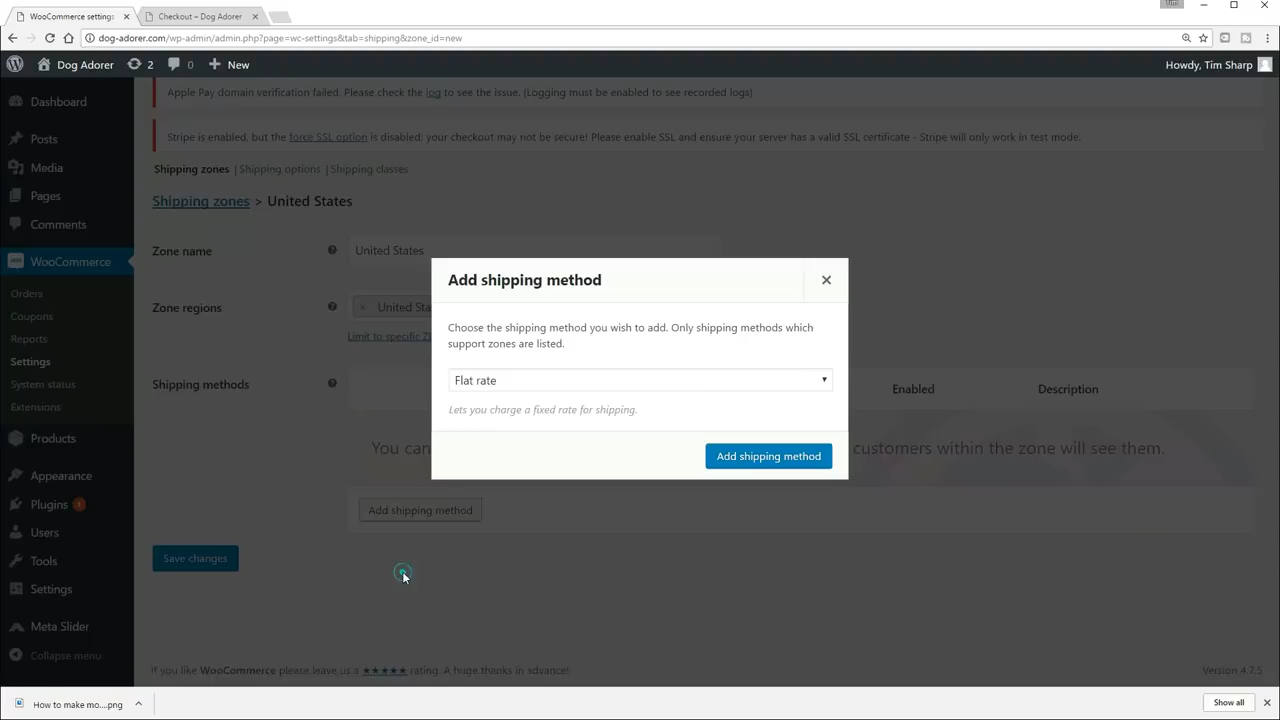 WooCommerce settings
Checkout – Dog Adorer
dog-adorer.com/wp-admin/admin.php?page=wc-settings&tab=shipping&zone_id=new
Dog Adorer
2
0
New
Howdy, Tim Sharp
Dashboard
Posts
Media
Pages
Comments
WooCommerce
Orders
Coupons
Reports
Settings
System status
Extensions
Products
Appearance
Plugins 1
Users
Tools
Settings
Meta Slider
Collapse menu
Apple Pay domain verification failed. Please check the log to see the issue. (Logging must be enabled to see recorded logs)
Stripe is enabled, but the force SSL option is disabled; your checkout may not be secure! Please enable SSL and ensure your server has a valid SSL certificate - Stripe will only work in test mode.
Shipping zones | Shipping options | Shipping classes
Shipping zones > United States
Zone name
United States
Zone regions
× United Sta
Limit to specific ZI
Shipping methods
Enabled
Description
You can
customers within the zone will see them.
Add shipping method
Save changes
Add shipping method
Choose the shipping method you wish to add. Only shipping methods which
support zones are listed.
Flat rate
Lets you charge a fixed rate for shipping.
Add shipping method
If you like WooCommerce please leave us a ★★★★★ rating. A huge thanks in advance!
Version 4.7.5
How to make mo....png
Show all